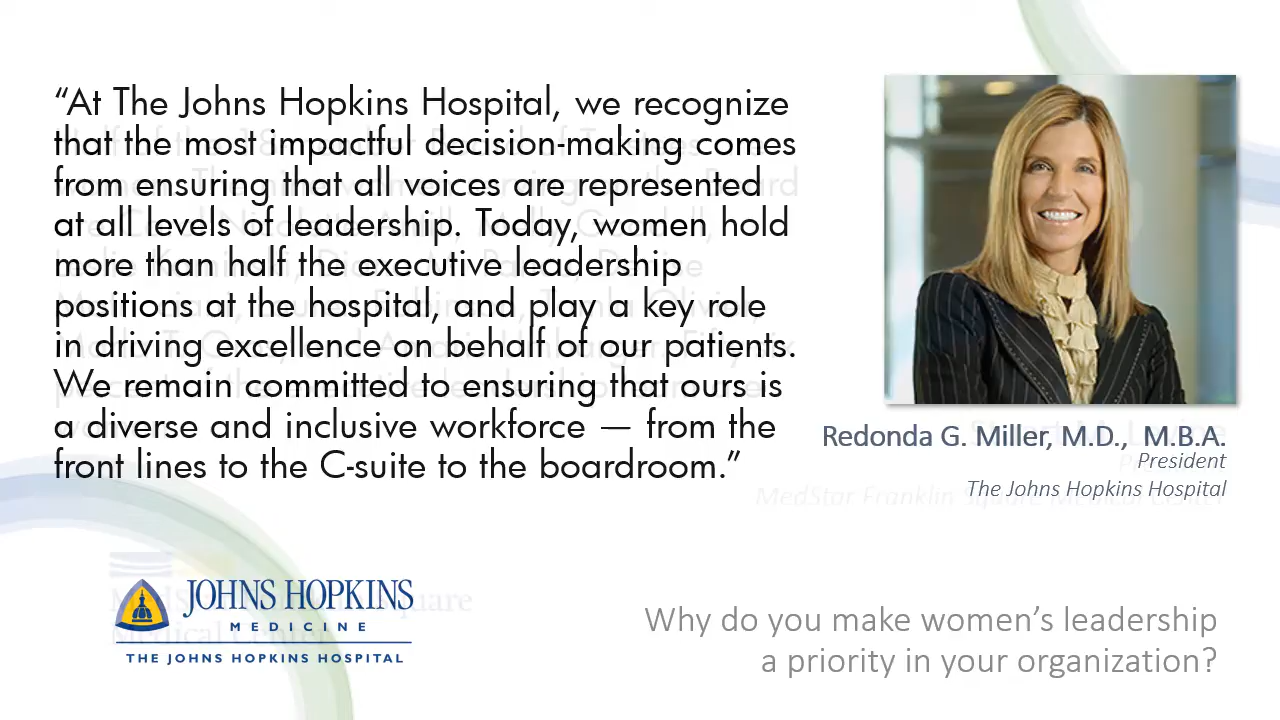 “At The Johns Hopkins Hospital, we recognize
that the most impactful decision-making comes
from ensuring that all voices are represented
at all levels of leadership. Today, women hold
more than half the executive leadership
positions at the hospital, and play a key role
in driving excellence on behalf of our patients.
We remain committed to ensuring that ours is
a diverse and inclusive workforce — from the
front lines to the C-suite to the boardroom.”
Redonda G. Miller, M.D., M.B.A.
President
The Johns Hopkins Hospital
MedStar Franklin Square Medical Center
JOHNS HOPKINS
MEDICINE
THE JOHNS HOPKINS HOSPITAL
Why do you make women’s leadership
a priority in your organization?